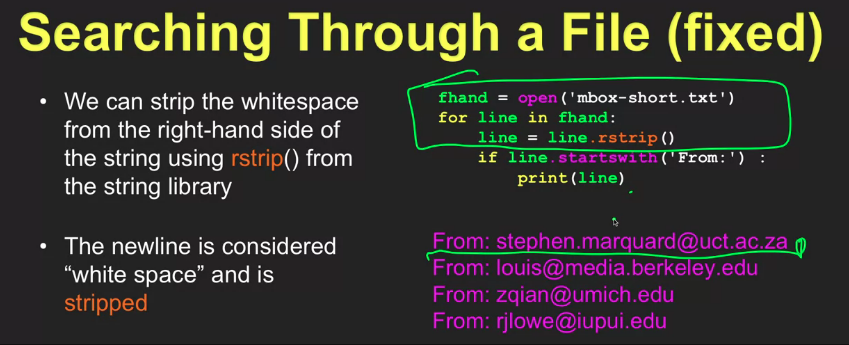 Searching Through a File (fixed)
• We can strip the whitespace
from the right-hand side of
the string using rstrip() from
the string library
• The newline is considered
“white space” and is
stripped
fhand = open('mbox-short.txt')
for line in fhand:
    line = line.rstrip()
    if line.startswith('From:') :
        print(line)
From: stephen.marquard@uct.ac.za
From: louis@media.berkeley.edu
From: zqian@umich.edu
From: rjlowe@iupui.edu